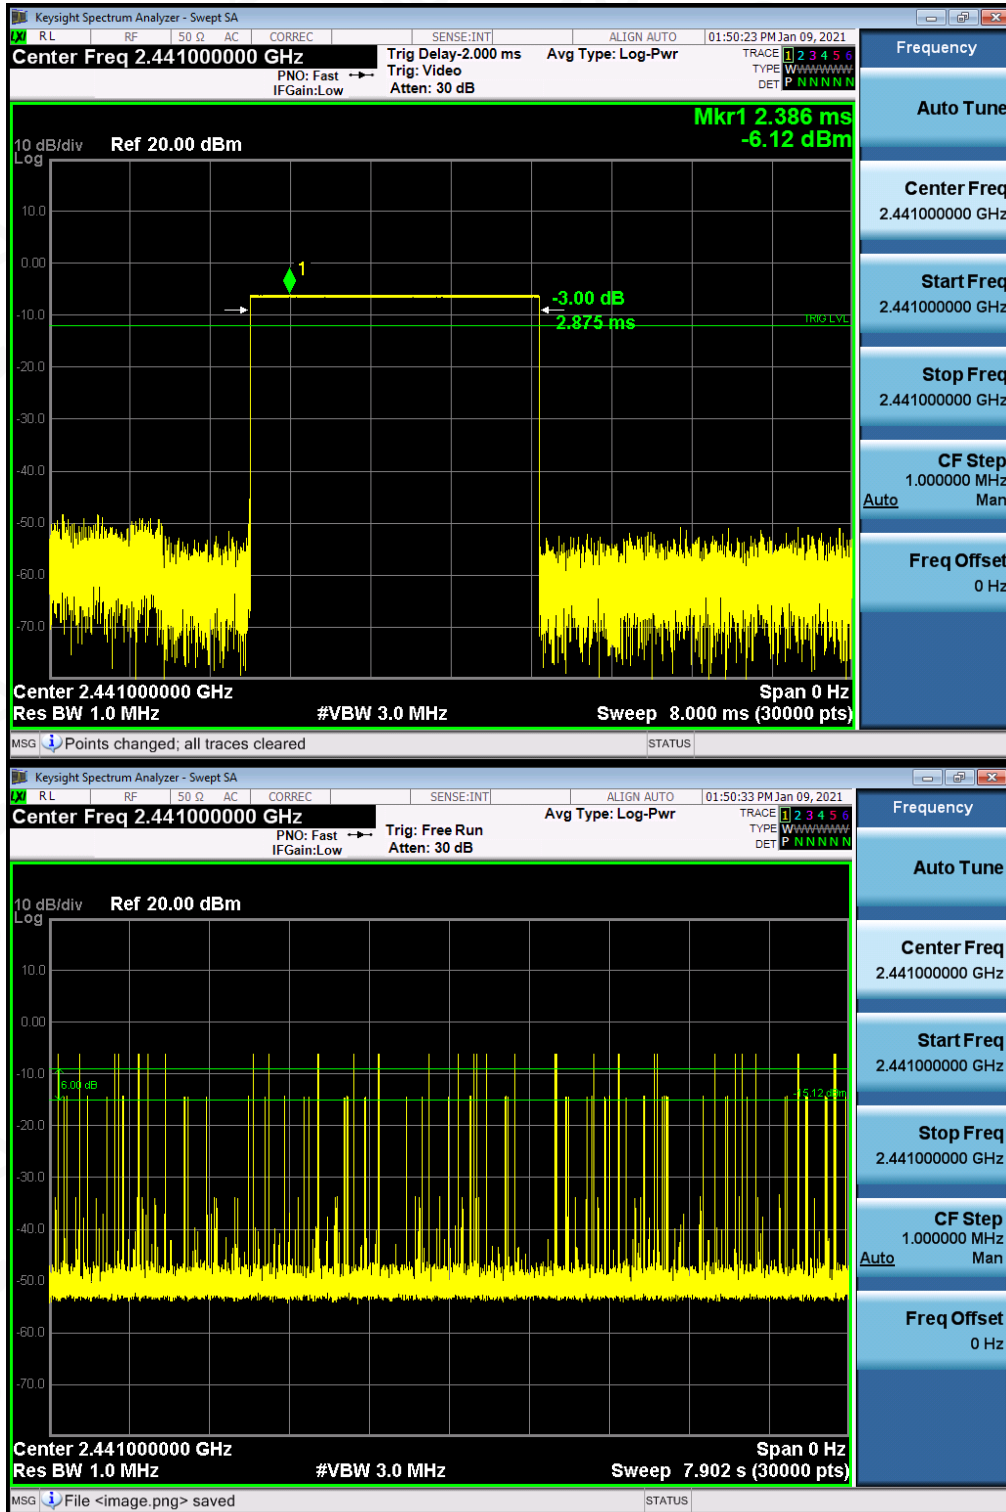 Keysight Spectrum Analyzer - Swept SA
LXI RL RF 50 Ω AC CORREC SENSE:INT ALIGN AUTO 01:50:23 PM Jan 09, 2021
Center Freq 2.441000000 GHz
PNO: Fast
IFGain:Low
Trig Delay-2.000 ms
Trig: Video
Atten: 30 dB
Avg Type: Log-Pwr
TRACE 1 2 3 4 5 6
TYPE WWWWWWW
DET P N N N N N
Mkr1 2.386 ms
-6.12 dBm
10 dB/div
Log
Ref 20.00 dBm
10.0
0.00
1
-3.00 dB
2.875 ms
-10.0
TRIG LVL
-20.0
-30.0
-40.0
-50.0
-60.0
-70.0
Center 2.441000000 GHz Span 0 Hz
Res BW 1.0 MHz #VBW 3.0 MHz Sweep 8.000 ms (30000 pts)
MSG Points changed; all traces cleared STATUS
Frequency
Auto Tune
Center Freq
2.441000000 GHz
Start Freq
2.441000000 GHz
Stop Freq
2.441000000 GHz
CF Step
1.000000 MHz
Auto Man
Freq Offset
0 Hz
Keysight Spectrum Analyzer - Swept SA
LXI RL RF 50 Ω AC CORREC SENSE:INT ALIGN AUTO 01:50:33 PM Jan 09, 2021
Center Freq 2.441000000 GHz
PNO: Fast
IFGain:Low
Trig: Free Run
Atten: 30 dB
Avg Type: Log-Pwr
TRACE 1 2 3 4 5 6
TYPE WWWWWWW
DET P N N N N N
10 dB/div
Log
Ref 20.00 dBm
10.0
0.00
-10.0
6.00 dB
-15.12 dBm
-20.0
-30.0
-40.0
-50.0
-60.0
-70.0
Center 2.441000000 GHz Span 0 Hz
Res BW 1.0 MHz #VBW 3.0 MHz Sweep 7.902 s (30000 pts)
MSG File <image.png> saved STATUS
Frequency
Auto Tune
Center Freq
2.441000000 GHz
Start Freq
2.441000000 GHz
Stop Freq
2.441000000 GHz
CF Step
1.000000 MHz
Auto Man
Freq Offset
0 Hz